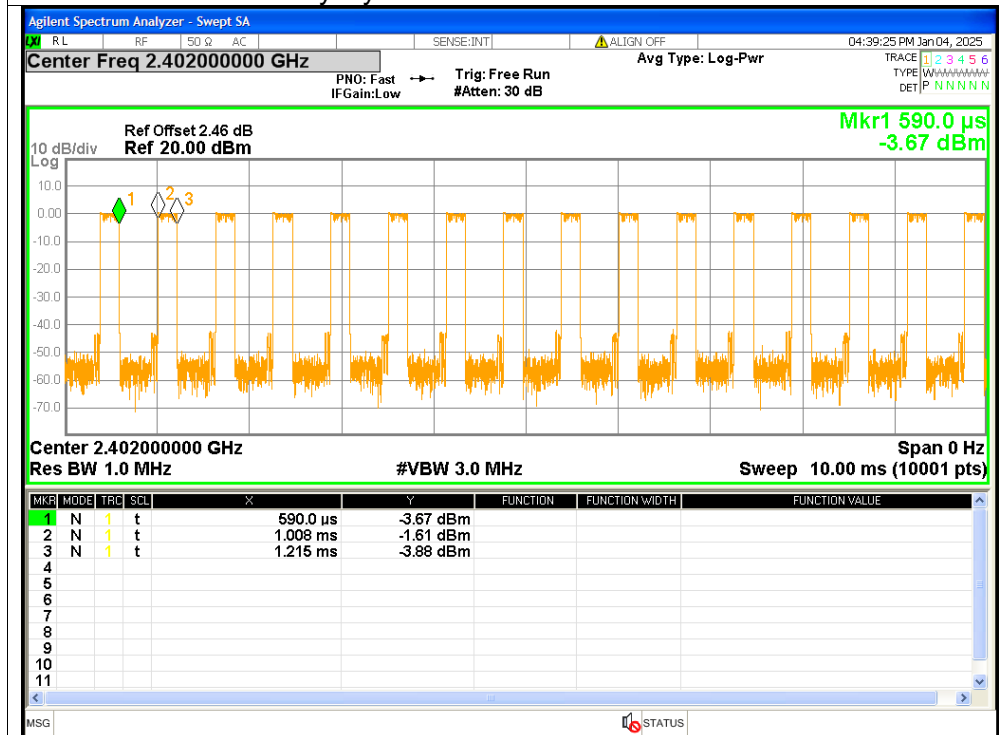 Agilent Spectrum Analyzer - Swept SA
LXI RL RF 50 Ω AC SENSE:INT ALIGN OFF 04:39:25 PM Jan 04, 2025
Center Freq 2.402000000 GHz Avg Type: Log-Pwr TRACE 1 2 3 4 5 6
PNO: Fast Trig: Free Run TYPE WWWWWW
IFGain:Low #Atten: 30 dB DET P N N N N N
Mkr1 590.0 µs
Ref Offset 2.46 dB
10 dB/div Ref 20.00 dBm -3.67 dBm
Log
10.0
1 2 3
0.00
-10.0
-20.0
-30.0
-40.0
-50.0
-60.0
-70.0
Center 2.402000000 GHz Span 0 Hz
Res BW 1.0 MHz #VBW 3.0 MHz Sweep 10.00 ms (10001 pts)
MKR MODE TRC SCL X Y FUNCTION FUNCTION WIDTH FUNCTION VALUE
1 N 1 t 590.0 µs -3.67 dBm
2 N 1 t 1.008 ms -1.61 dBm
3 N 1 t 1.215 ms -3.88 dBm
4
5
6
7
8
9
10
11
MSG STATUS